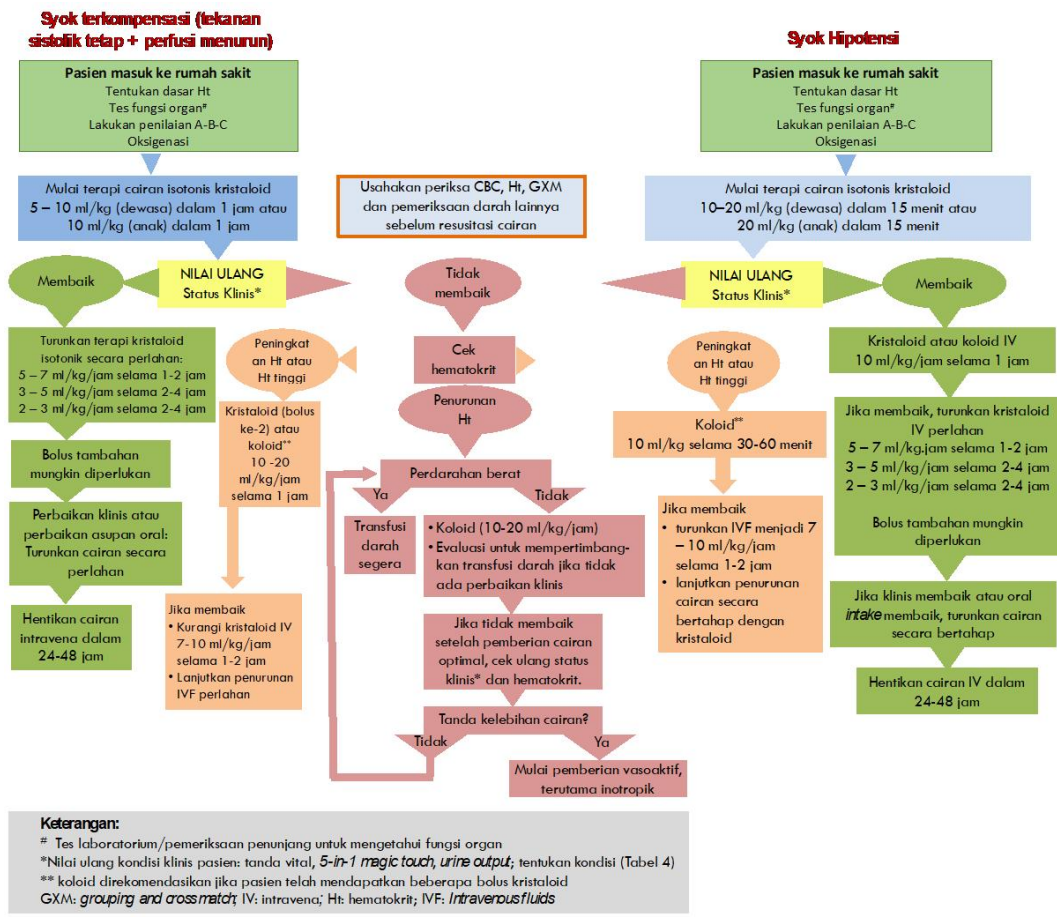 Syok terkompensasi (tekanan
sistolik tetap + perfusi menurun)
Pasien masuk ke rumah sakit
Tentukan dasar Ht
Tes fungsi organ#
Lakukan penilaian A-B-C
Oksigenasi
Mulai terapi cairan isotonis kristaloid
5 – 10 ml/kg (dewasa) dalam 1 jam atau
10 ml/kg (anak) dalam 1 jam
Membaik
NILAI ULANG
Status Klinis*
Turunkan terapi kristaloid
isotonik secara perlahan:
5 – 7 ml/kg/jam selama 1-2 jam
3 – 5 ml/kg/jam selama 2-4 jam
2 – 3 ml/kg/jam selama 2-4 jam
Bolus tambahan
mungkin diperlukan
Perbaikan klinis atau
perbaikan asupan oral:
Turunkan cairan secara
perlahan
Hentikan cairan
intravena dalam
24-48 jam
Peningkat
an Ht atau
Ht tinggi
Kristaloid (bolus
ke-2) atau
koloid**
10 -20
ml/kg/jam
selama 1 jam
Jika membaik
• Kurangi kristaloid IV
7-10 ml/kg/jam
selama 1-2 jam
• Lanjutkan penurunan
IVF perlahan
Usahakan periksa CBC, Ht, GXM
dan pemeriksaan darah lainnya
sebelum resusitasi cairan
Tidak
membaik
Cek
hematokrit
Penurunan
Ht
Perdarahan berat
Ya
Tidak
Transfusi
darah
segera
• Koloid (10-20 ml/kg/jam)
• Evaluasi untuk mempertimbang-
kan transfusi darah jika tidak
ada perbaikan klinis
Jika tidak membaik
setelah pemberian cairan
optimal, cek ulang status
klinis* dan hematokrit.
Tanda kelebihan cairan?
Tidak
Ya
Mulai pemberian vasoaktif,
terutama inotropik
Syok Hipotensi
Pasien masuk ke rumah sakit
Tentukan dasar Ht
Tes fungsi organ#
Lakukan penilaian A-B-C
Oksigenasi
Mulai terapi cairan isotonis kristaloid
10–20 ml/kg (dewasa) dalam 15 menit atau
20 ml/kg (anak) dalam 15 menit
NILAI ULANG
Status Klinis*
Membaik
Peningkat
an Ht atau
Ht tinggi
Koloid**
10 ml/kg selama 30-60 menit
Jika membaik
• turunkan IVF menjadi 7
– 10 ml/kg/jam
selama 1-2 jam
• lanjutkan penurunan
cairan secara
bertahap dengan
kristaloid
Kristaloid atau koloid IV
10 ml/kg/jam selama 1 jam
Jika membaik, turunkan kristaloid
IV perlahan
5 – 7 ml/kg.jam selama 1-2 jam
3 – 5 ml/kg/jam selama 2-4 jam
2 – 3 ml/kg/jam selama 2-4 jam
Bolus tambahan mungkin
diperlukan
Jika klinis membaik atau oral
intake membaik, turunkan cairan
secara bertahap
Hentikan cairan IV dalam
24-48 jam
Keterangan:
# Tes laboratorium/pemeriksaan penunjang untuk mengetahui fungsi organ
*Nilai ulang kondisi klinis pasien: tanda vital, 5-in-1 magic touch, urine output; tentukan kondisi (Tabel 4)
** koloid direkomendasikan jika pasien telah mendapatkan beberapa bolus kristaloid
GXM: grouping and crossmatch; IV: intravena; Ht: hematokrit; IVF: Intravenous fluids